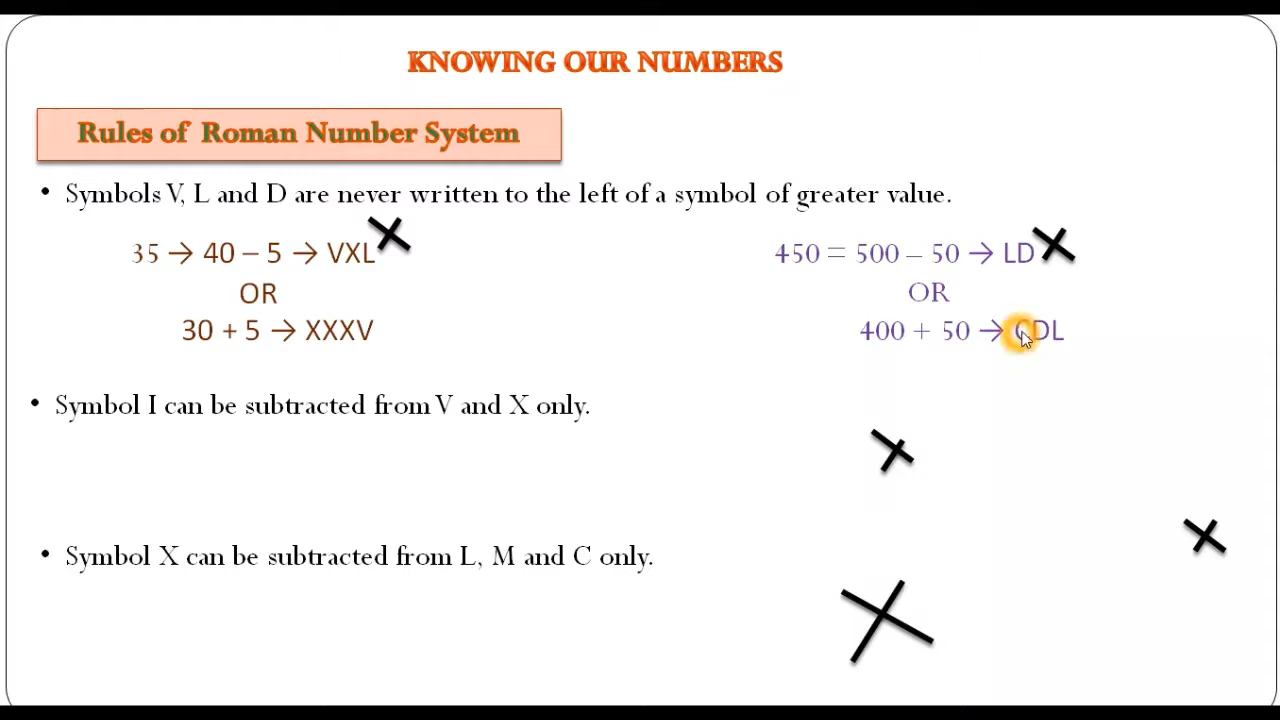 KNOWING OUR NUMBERS
Rules of Roman Number System
• Symbols V, L and D are never written to the left of a symbol of greater value.
35 → 40 – 5 → VXL
OR
30 + 5 → XXXV
450 = 500 – 50 → LD
OR
400 + 50 → CDL
• Symbol I can be subtracted from V and X only.
• Symbol X can be subtracted from L, M and C only.